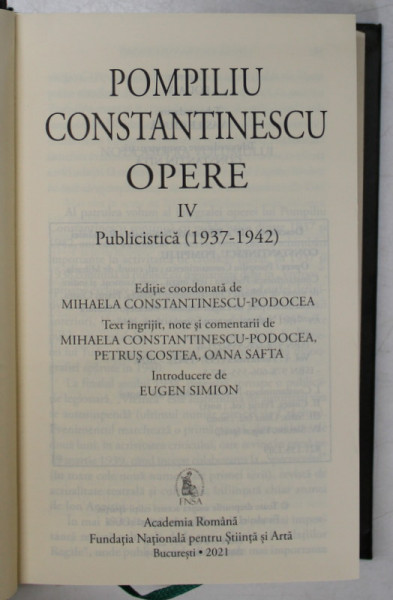 POMPILIU
CONSTANTINESCU
OPERE
IV
Publicistică (1937-1942)
Ediție coordonată de
MIHAELA CONSTANTINESCU-PODOCEA
Text îngrijit, note și comentarii de
MIHAELA CONSTANTINESCU-PODOCEA,
PETRUȘ COSTEA, OANA SAFTA
Introducere de
EUGEN SIMION
FNSA
Academia Română
Fundația Națională pentru Știință și Artă
București • 2021